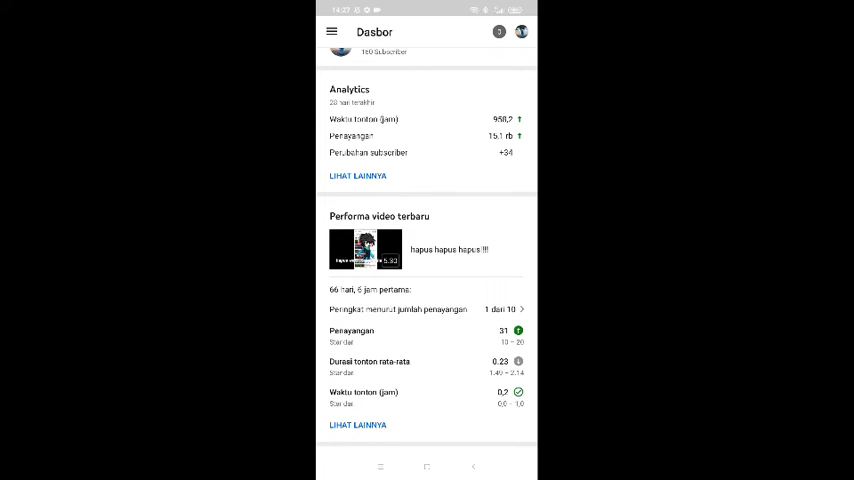 14:27
Dasbor
3
160 Subscriber
Analytics
28 hari terakhir
Waktu tonton (jam) 958,2
Penayangan 15,1 rb
Perubahan subscriber +34
LIHAT LAINNYA
Performa video terbaru
hapus hapus hapus!!!!
5.30
66 hari, 6 jam pertama:
Peringkat menurut jumlah penayangan 1 dari 10
Penayangan 31
Standar 10 – 20
Durasi tonton rata-rata 0.23
Standar 1.49 – 2.14
Waktu tonton (jam) 0,2
Standar 0,0 – 1,0
LIHAT LAINNYA